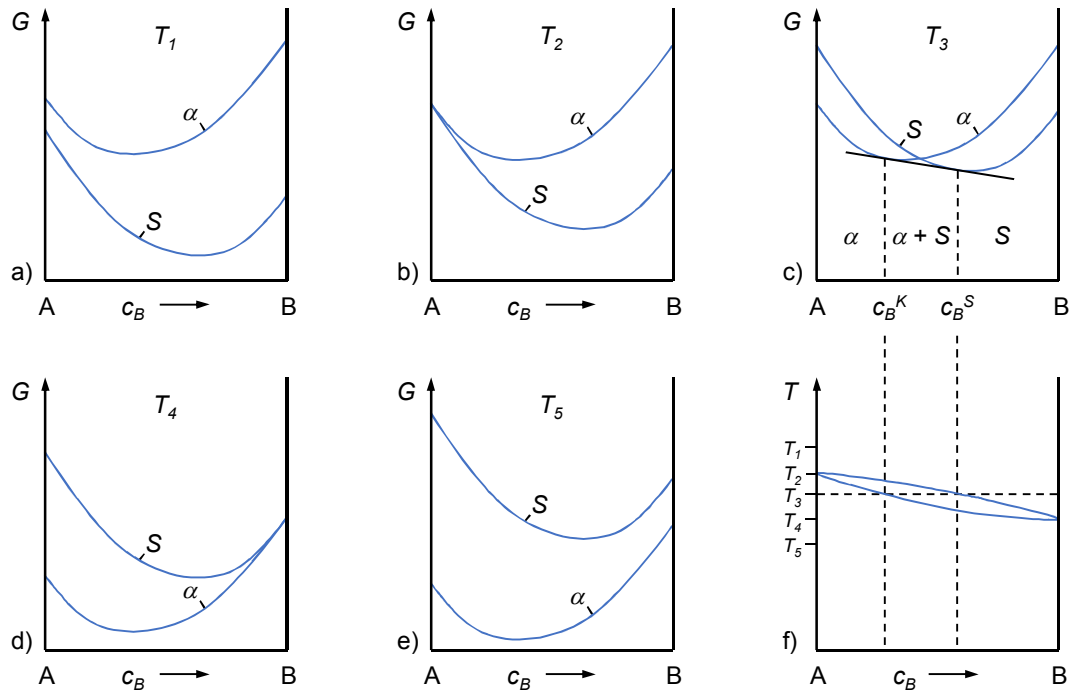 G
T1
α
S
a)
A
cB
B
G
T2
α
S
b)
A
cB
B
G
T3
S
α
α
α + S
S
c)
A
cB^K
cB^S
B
G
T4
S
α
d)
A
cB
B
G
T5
S
α
e)
A
cB
B
T
T1
T2
T3
T4
T5
f)
A
cB
B